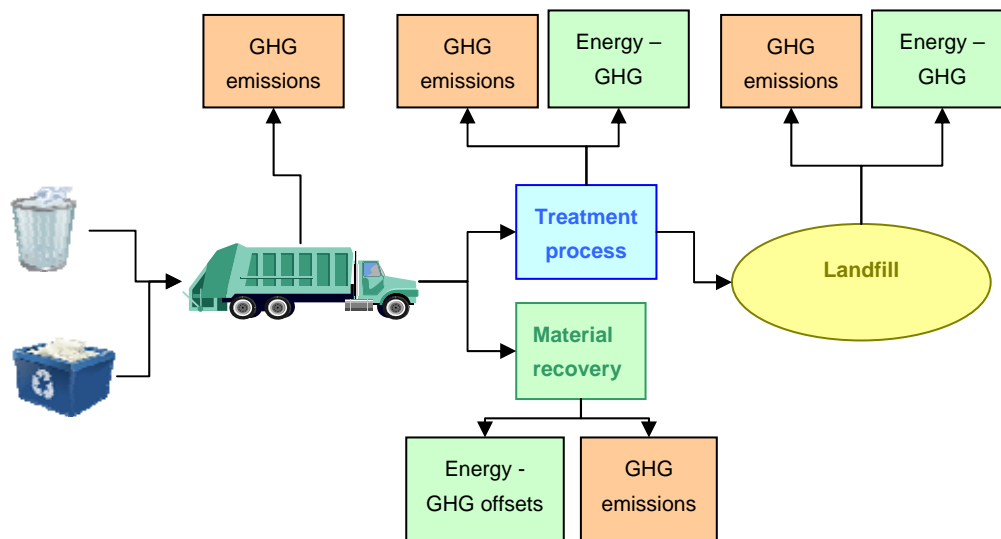 GHG
emissions
GHG
emissions
Energy –
GHG
GHG
emissions
Energy –
GHG
Treatment
process
Landfill
Material
recovery
Energy -
GHG offsets
GHG
emissions